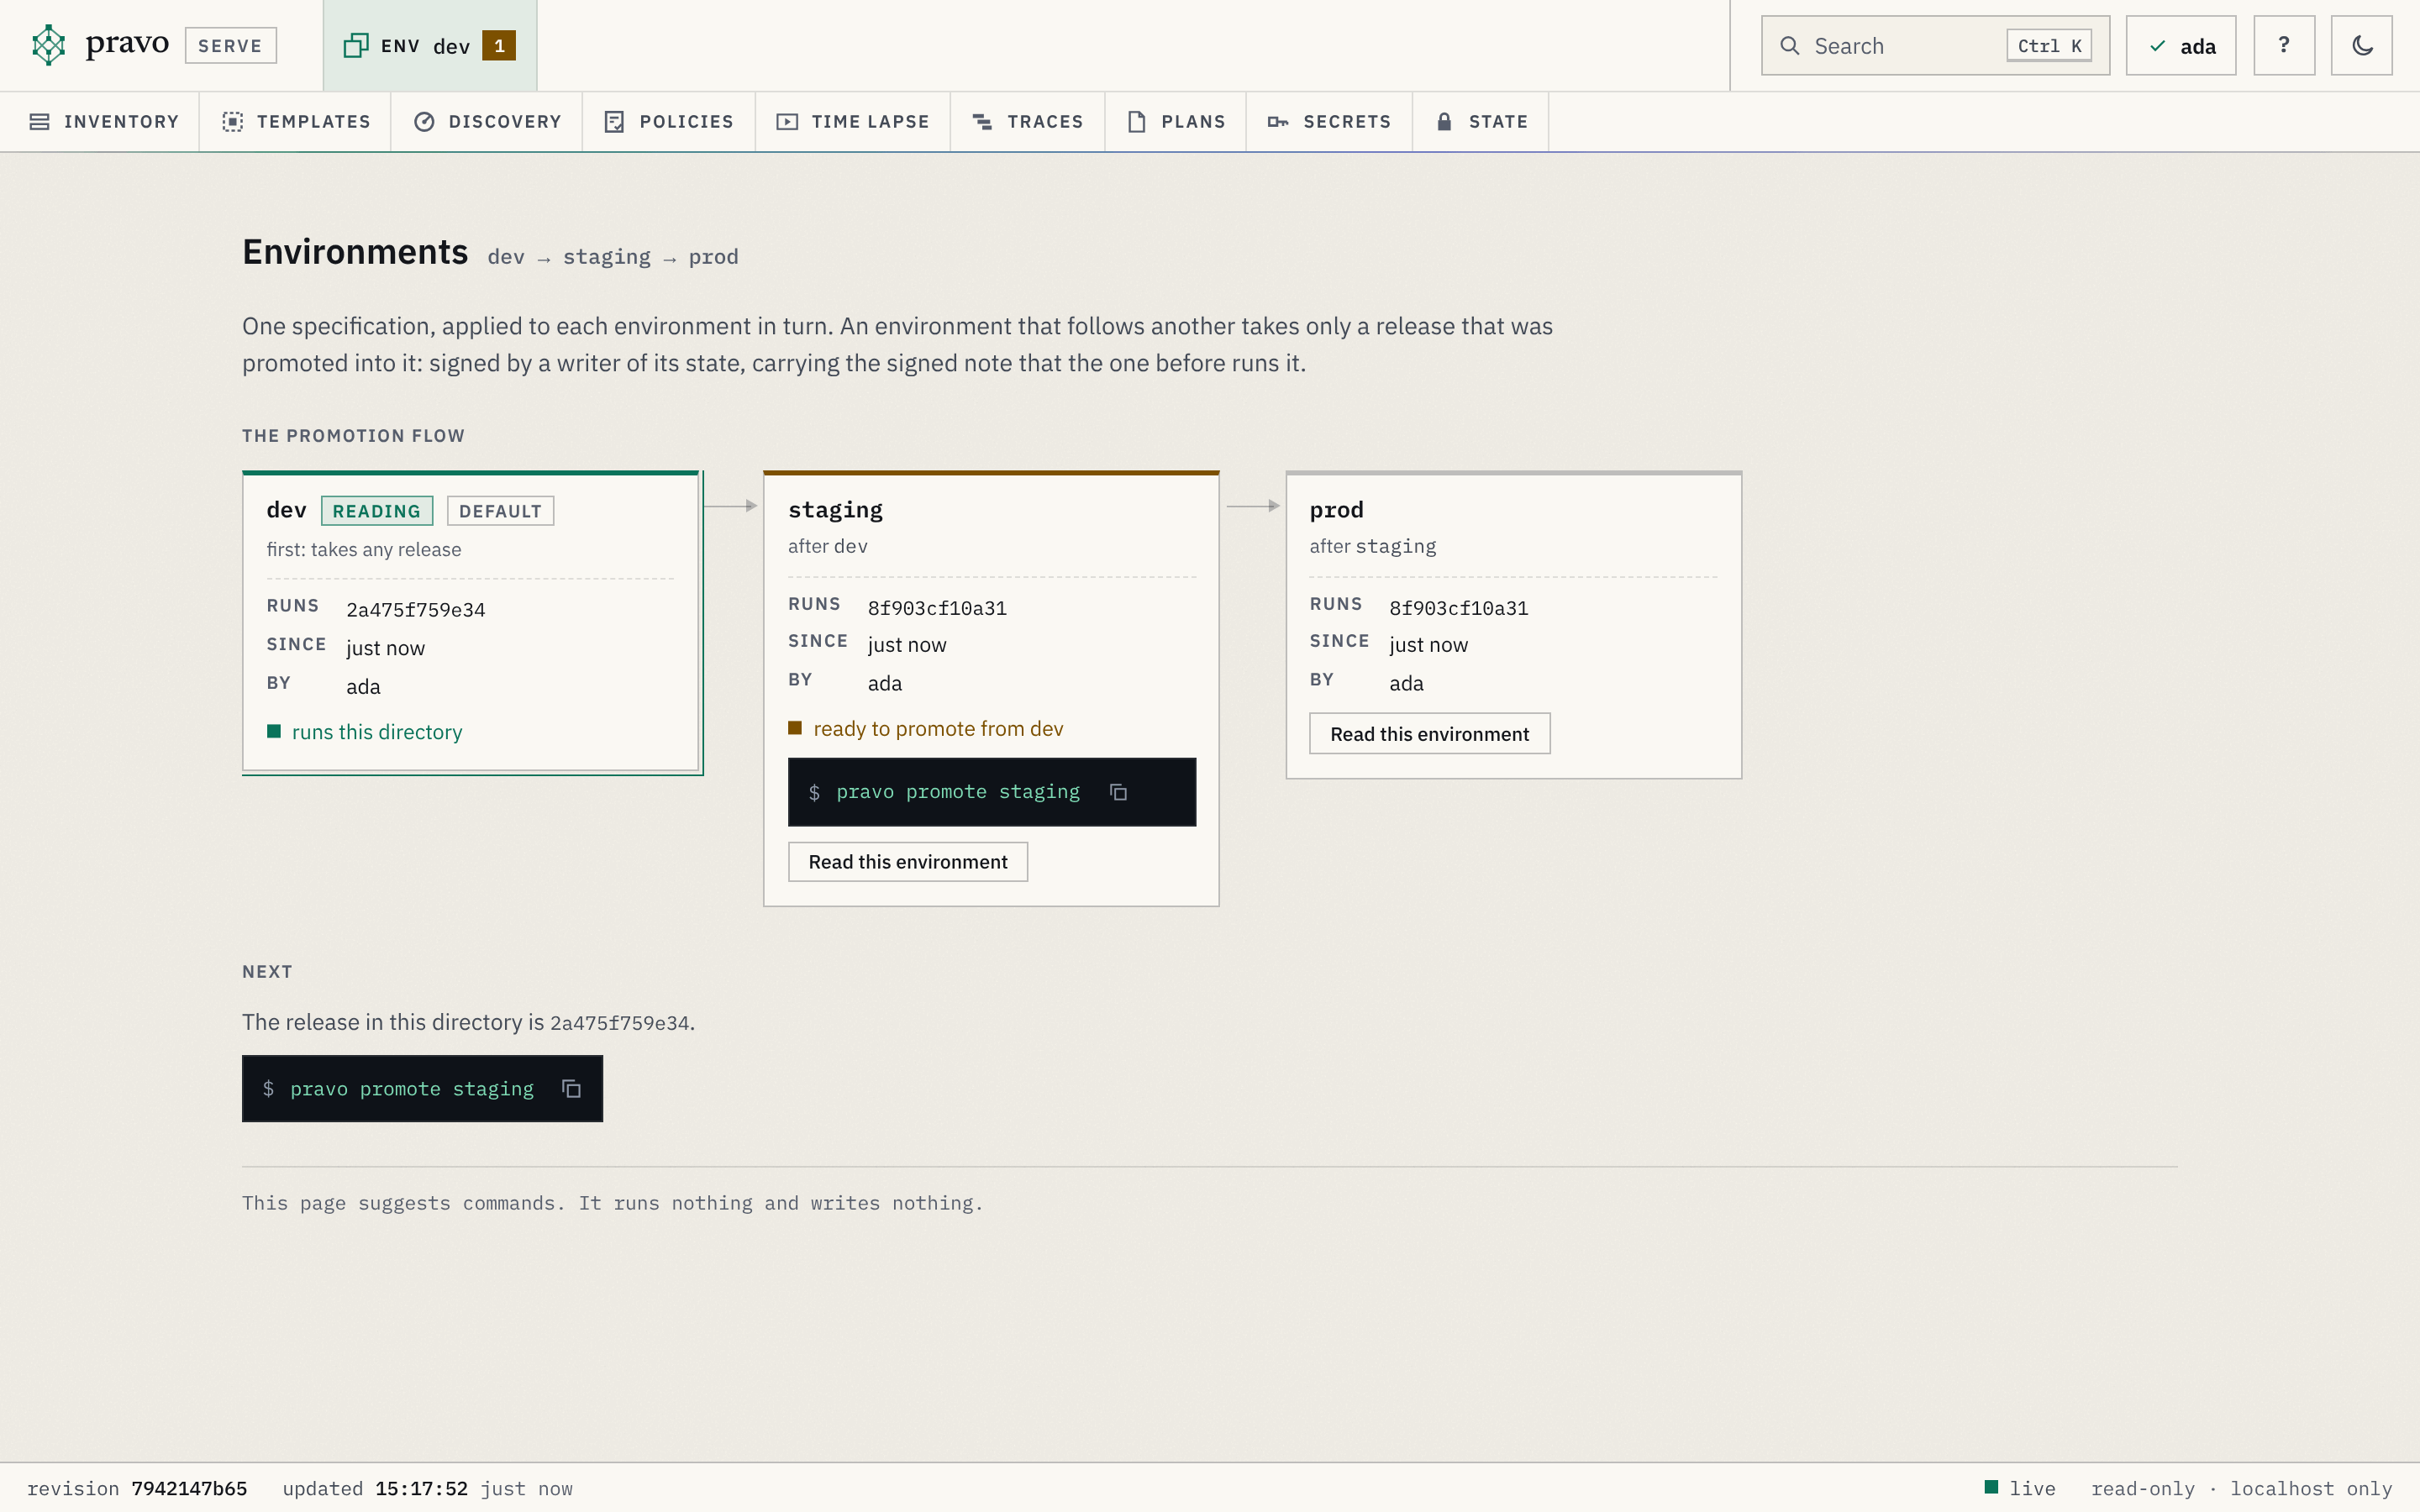 pravo SERVE ENV dev 1 Search Ctrl K ada ?
INVENTORY TEMPLATES DISCOVERY POLICIES TIME LAPSE TRACES PLANS SECRETS STATE
Environments dev → staging → prod
One specification, applied to each environment in turn. An environment that follows another takes only a release that was
promoted into it: signed by a writer of its state, carrying the signed note that the one before runs it.
THE PROMOTION FLOW
dev READING DEFAULT
first: takes any release
RUNS 2a475f759e34
SINCE just now
BY ada
runs this directory
staging
after dev
RUNS 8f903cf10a31
SINCE just now
BY ada
ready to promote from dev
$ pravo promote staging
Read this environment
prod
after staging
RUNS 8f903cf10a31
SINCE just now
BY ada
Read this environment
NEXT
The release in this directory is 2a475f759e34.
$ pravo promote staging
This page suggests commands. It runs nothing and writes nothing.
revision 7942147b65 updated 15:17:52 just now live read-only · localhost only